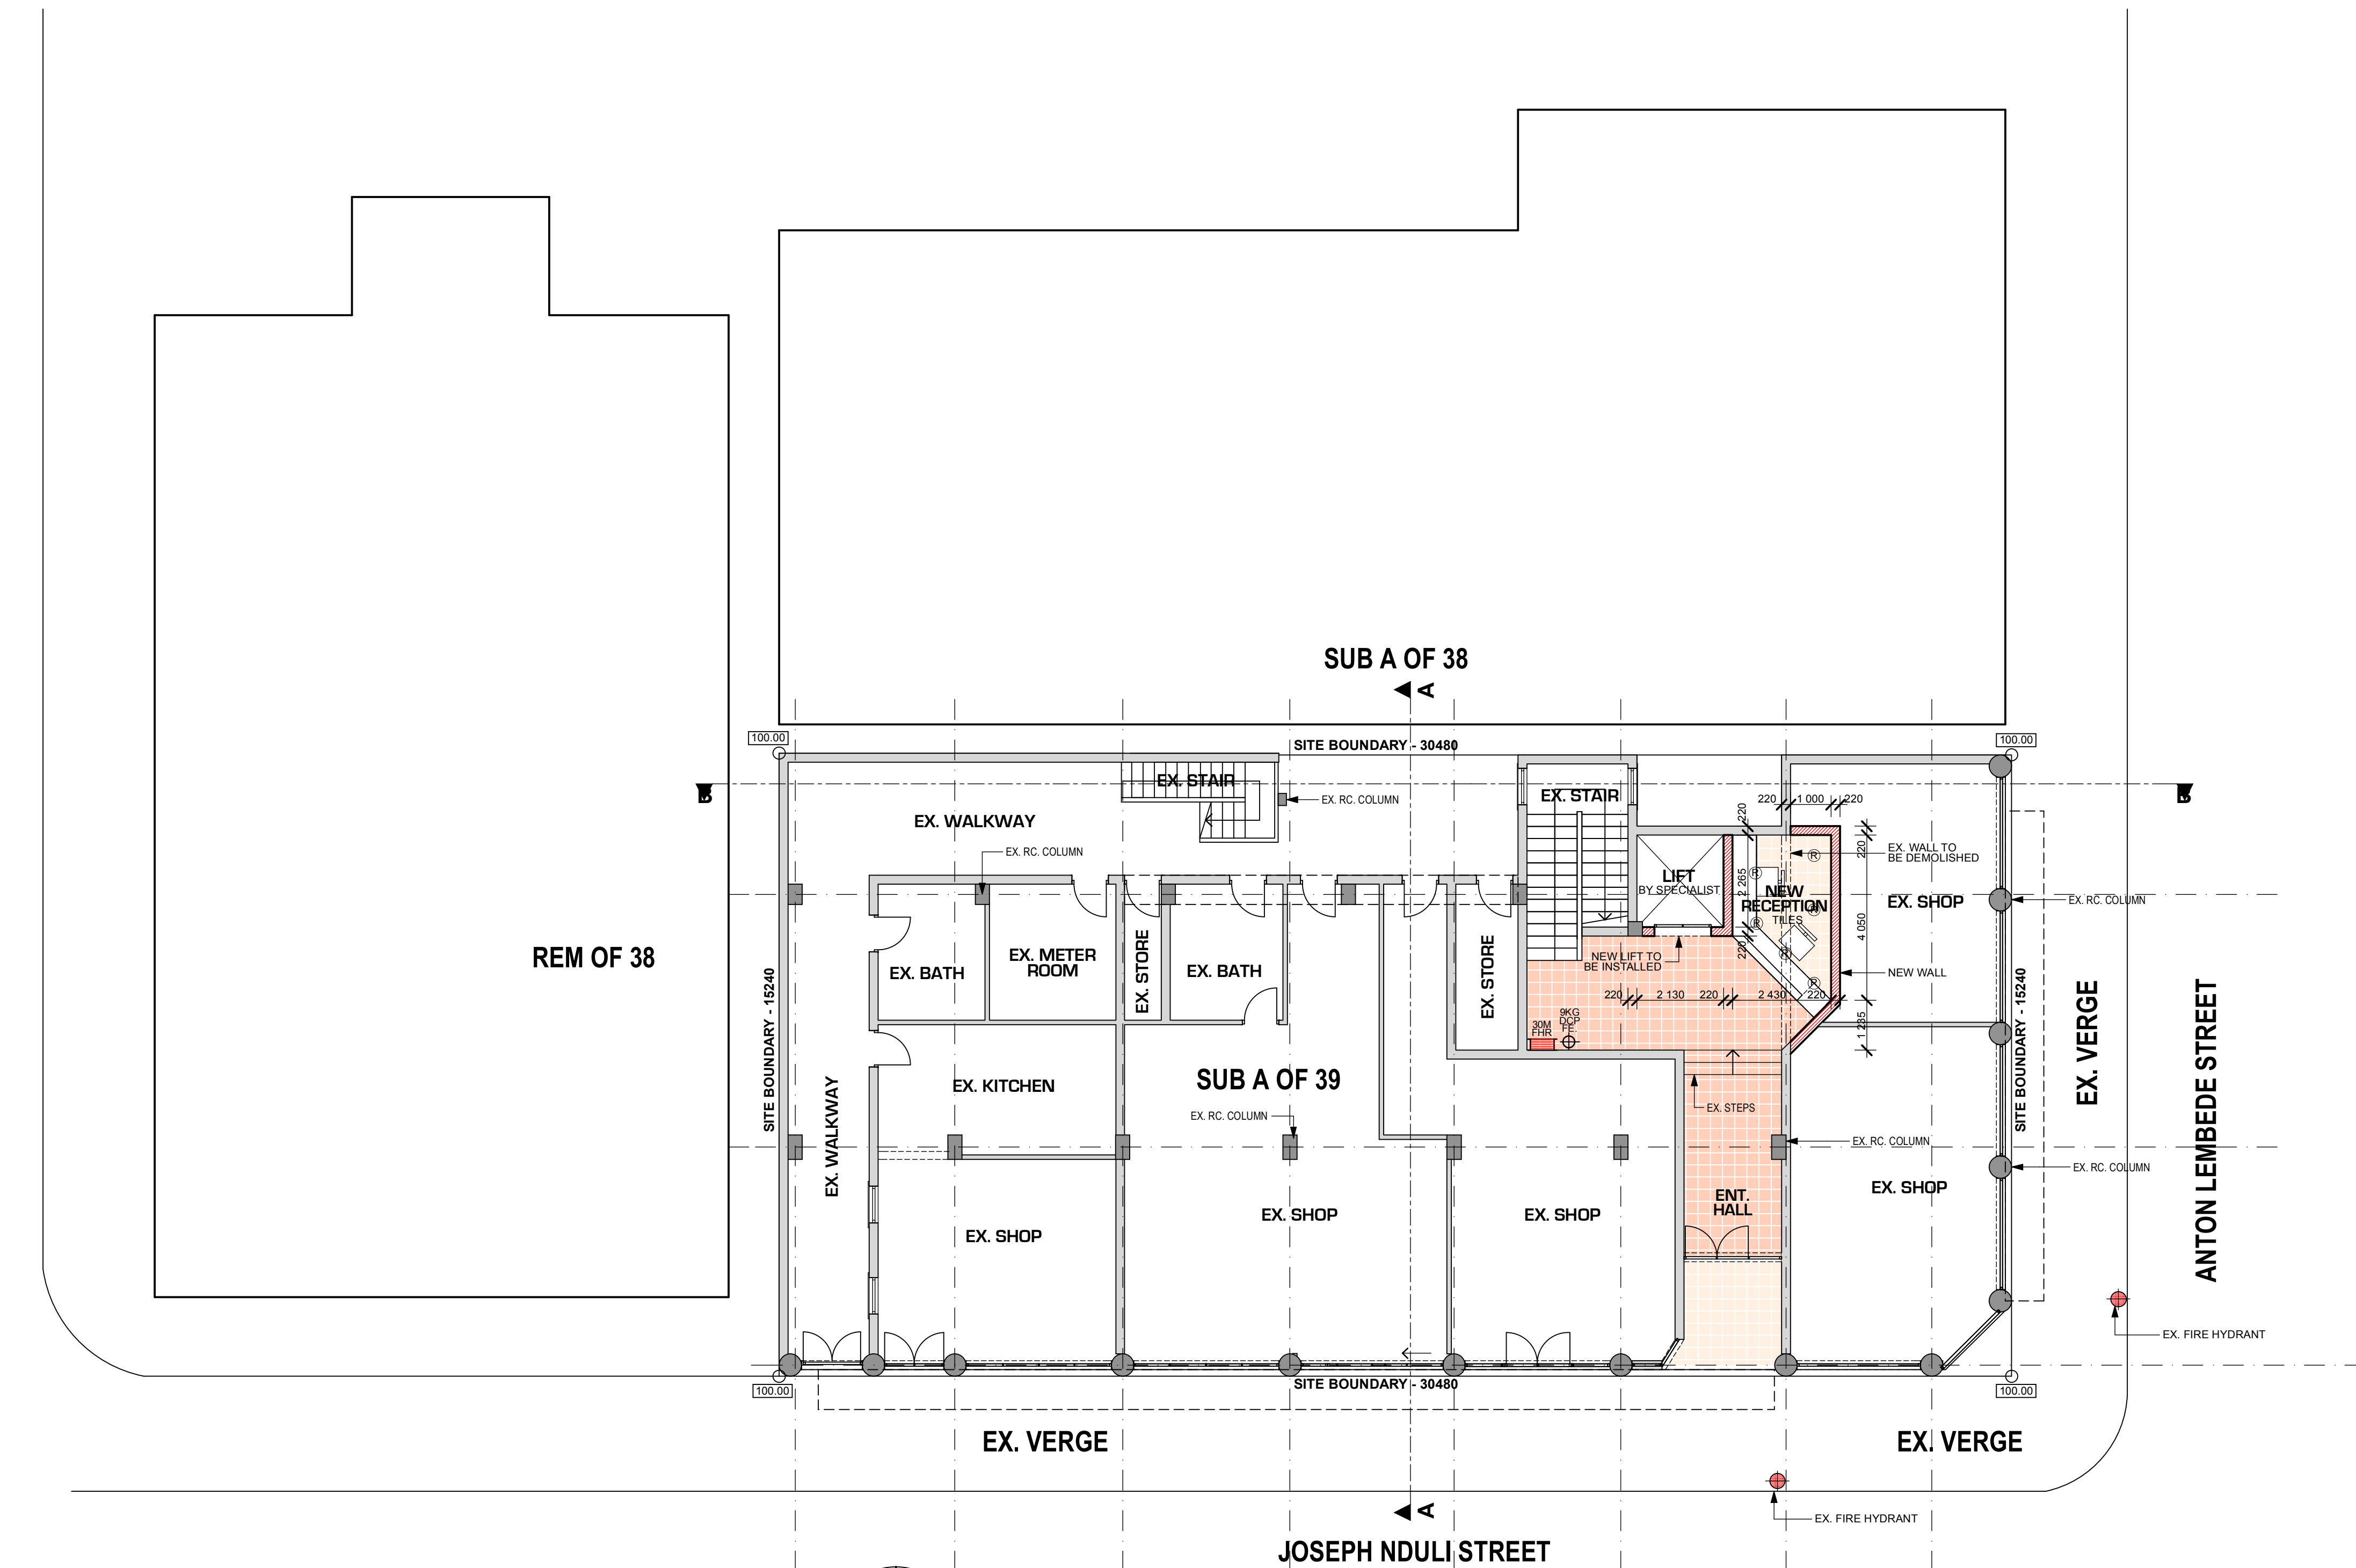 SUB A OF 38
A
100.00
SITE BOUNDARY - 30480
100.00
B
EX. STAIR
EX. RC. COLUMN
EX. STAIR
B
220
1 000
220
220
EX. WALKWAY
EX. RC. COLUMN
220
EX. WALL TO
BE DEMOLISHED
LIFT
BY SPECIALIST
2 265
NEW
RECEPTION
TILES
R
R
R
R
R
R
EX. SHOP
EX. RC. COLUMN
4 050
REM OF 38
EX. BATH
EX. METER
ROOM
EX. STORE
EX. BATH
EX. STORE
NEW LIFT TO
BE INSTALLED
220
NEW WALL
220
2 130
220
2 430
220
SITE BOUNDARY - 15240
SITE BOUNDARY - 15240
EX. VERGE
ANTON LEMBEDE STREET
30M
FHR
9KG
DCP
FE.
1 235
EX. WALKWAY
EX. KITCHEN
SUB A OF 39
EX. RC. COLUMN
EX. STEPS
EX. RC. COLUMN
EX. RC. COLUMN
EX. SHOP
EX. SHOP
EX. SHOP
EX. SHOP
ENT.
HALL
EX. FIRE HYDRANT
100.00
SITE BOUNDARY - 30480
100.00
EX. VERGE
EX. VERGE
A
EX. FIRE HYDRANT
JOSEPH NDULI STREET